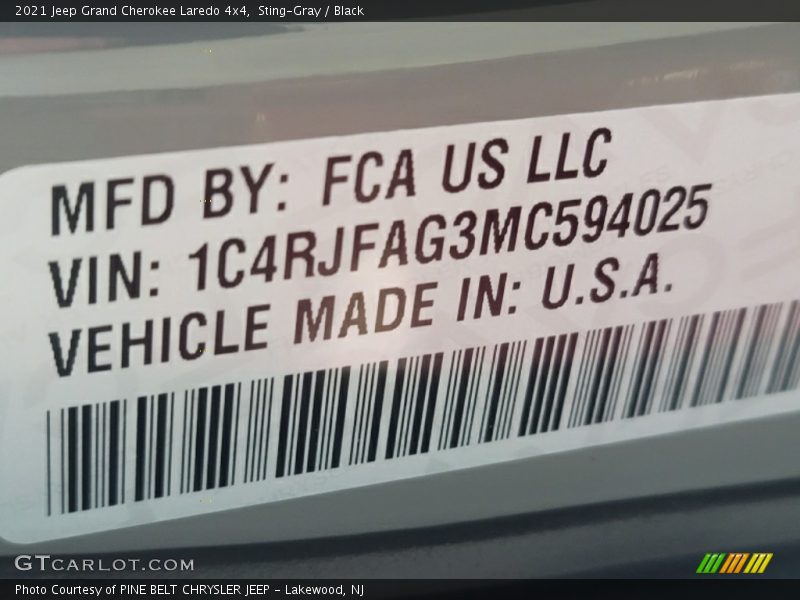 2021 Jeep Grand Cherokee Laredo 4x4, Sting-Gray / Black
MFD BY: FCA US LLC
VIN: 1C4RJFAG3MC594025
VEHICLE MADE IN: U.S.A.
GTCARLOT.COM
Photo Courtesy of PINE BELT CHRYSLER JEEP - Lakewood, NJ